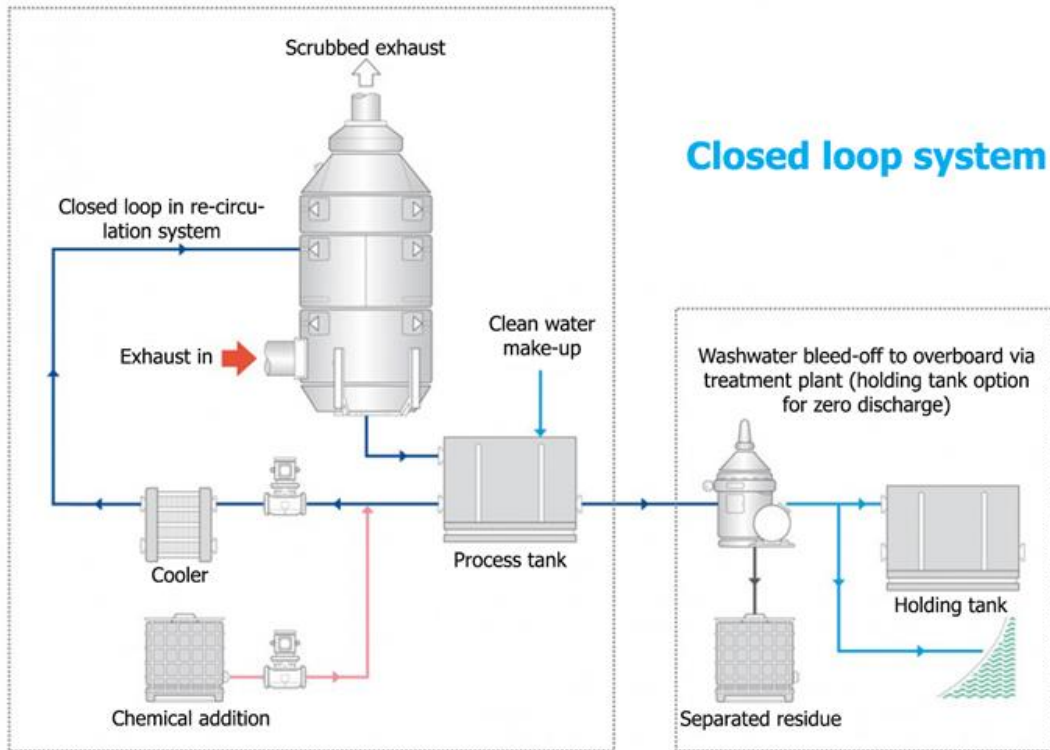 Scrubbed exhaust
Closed loop system
Closed loop in re-circu-
lation system
Exhaust in
Clean water
make-up
Washwater bleed-off to overboard via
treatment plant (holding tank option
for zero discharge)
Cooler
Process tank
Holding tank
Chemical addition
Separated residue